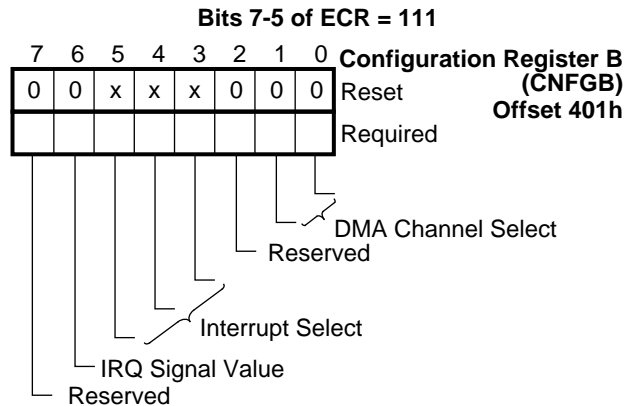 Bits 7-5 of ECR = 111
7 6 5 4 3 2 1 0
Configuration Register B
(CNFGB)
Offset 401h
0 0 x x x 0 0 0 Reset
Required
DMA Channel Select
Reserved
Interrupt Select
IRQ Signal Value
Reserved